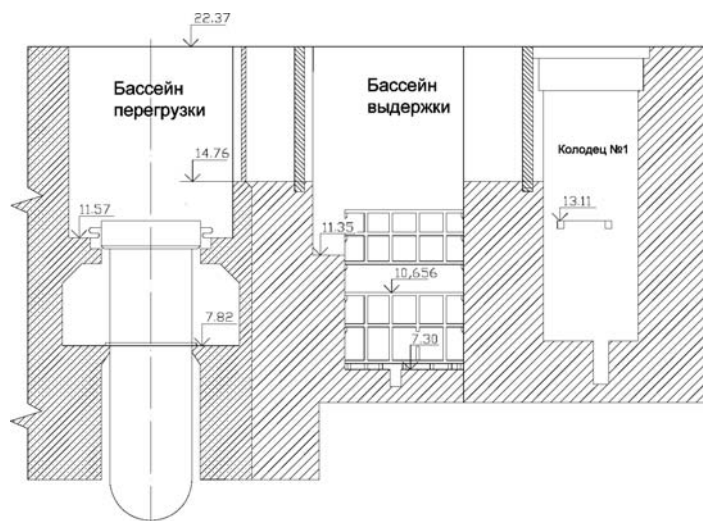 22.37
Бассейн
перегрузки
Бассейн
выдержки
Колодец №1
14.76
13.11
11.57
11.35
10,656
7.82
7.30